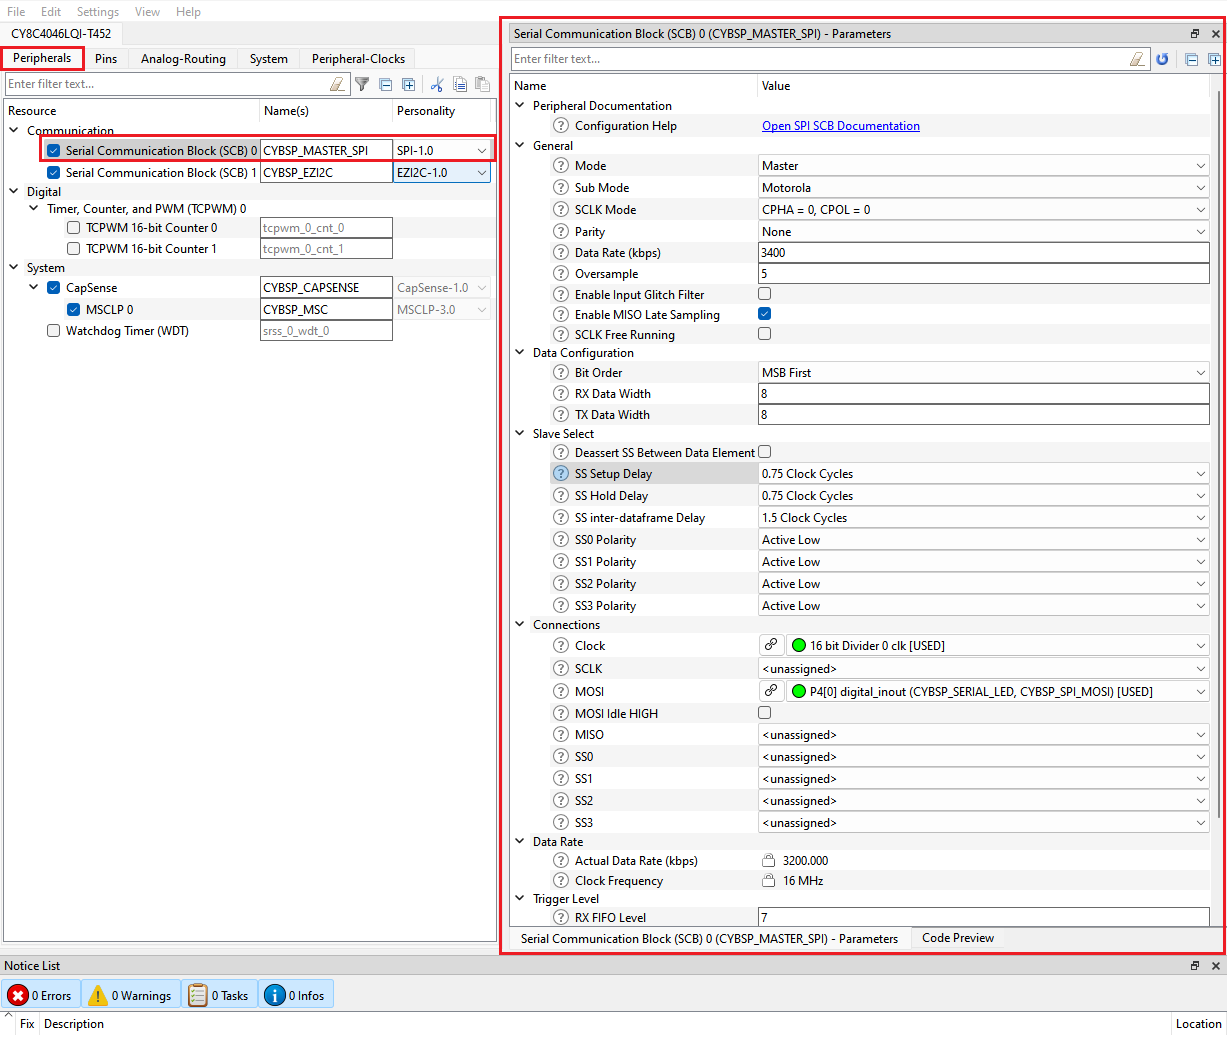 File Edit Settings View Help
CY8C4046LQI-T452
Peripherals Pins Analog-Routing System Peripheral-Clocks
Enter filter text...
Resource Name(s) Personality
Communication
Serial Communication Block (SCB) 0 CYBSP_MASTER_SPI SPI-1.0
Serial Communication Block (SCB) 1 CYBSP_EZI2C EZI2C-1.0
Digital
Timer, Counter, and PWM (TCPWM) 0
TCPWM 16-bit Counter 0 tcpwm_0_cnt_0
TCPWM 16-bit Counter 1 tcpwm_0_cnt_1
System
CapSense CYBSP_CAPSENSE CapSense-1.0
MSCLP 0 CYBSP_MSC MSCLP-3.0
Watchdog Timer (WDT) srss_0_wdt_0
Serial Communication Block (SCB) 0 (CYBSP_MASTER_SPI) - Parameters
Enter filter text...
Name Value
Peripheral Documentation
Configuration Help Open SPI SCB Documentation
General
Mode Master
Sub Mode Motorola
SCLK Mode CPHA = 0, CPOL = 0
Parity None
Data Rate (kbps) 3400
Oversample 5
Enable Input Glitch Filter
Enable MISO Late Sampling
SCLK Free Running
Data Configuration
Bit Order MSB First
RX Data Width 8
TX Data Width 8
Slave Select
Deassert SS Between Data Element
SS Setup Delay 0.75 Clock Cycles
SS Hold Delay 0.75 Clock Cycles
SS inter-dataframe Delay 1.5 Clock Cycles
SS0 Polarity Active Low
SS1 Polarity Active Low
SS2 Polarity Active Low
SS3 Polarity Active Low
Connections
Clock 16 bit Divider 0 clk [USED]
SCLK <unassigned>
MOSI P4[0] digital_inout (CYBSP_SERIAL_LED, CYBSP_SPI_MOSI) [USED]
MOSI Idle HIGH
MISO <unassigned>
SS0 <unassigned>
SS1 <unassigned>
SS2 <unassigned>
SS3 <unassigned>
Data Rate
Actual Data Rate (kbps) 3200.000
Clock Frequency 16 MHz
Trigger Level
RX FIFO Level 7
Serial Communication Block (SCB) 0 (CYBSP_MASTER_SPI) - Parameters Code Preview
Notice List
0 Errors 0 Warnings 0 Tasks 0 Infos
Fix Description Location